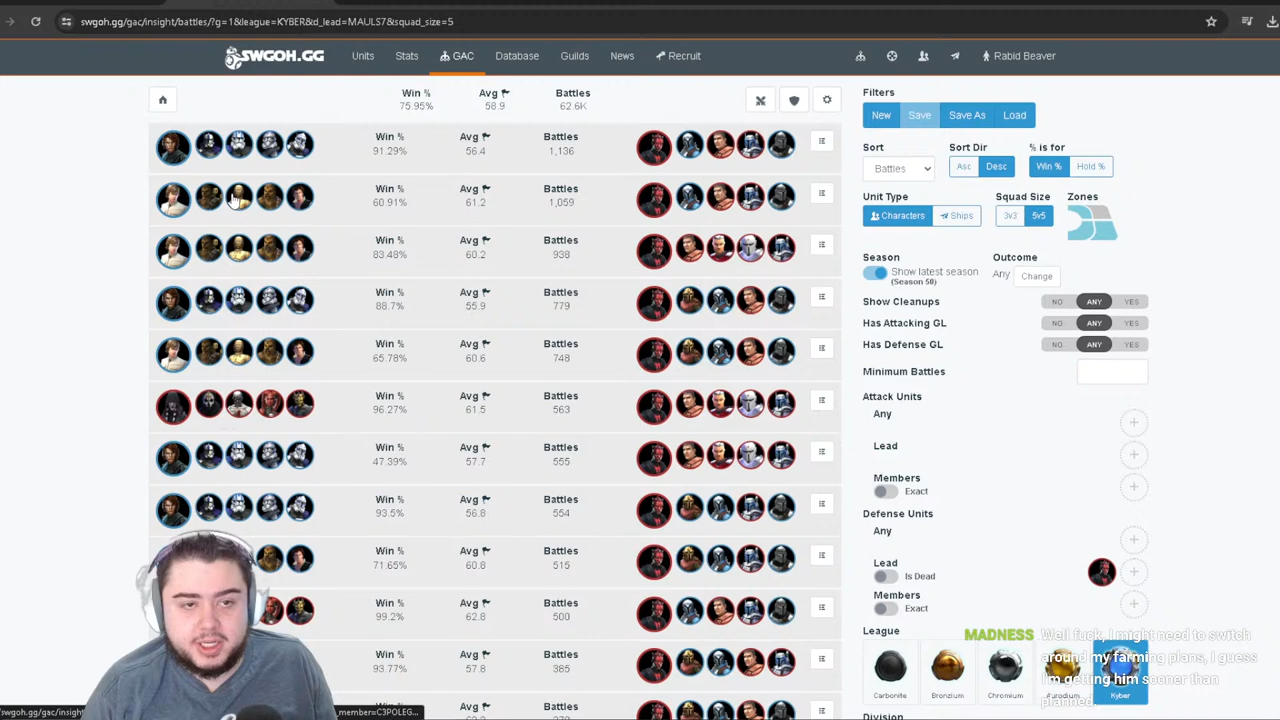 swgoh.gg/gac/insight/battles/?g=1&league=KYBER&d_lead=MAULS7&squad_size=5
SWGOH.GG Units Stats GAC Database Guilds News Recruit Rabid Beaver
Win % Avg Battles
75.95% 58.9 62.6K
Win % Avg Battles
91.29% 56.4 1,136
Win % Avg Battles
60.91% 61.2 1,059
Win % Avg Battles
83.48% 60.2 938
Win % Avg Battles
88.7% 55.9 779
Win % Avg Battles
65.78% 60.6 748
Win % Avg Battles
96.27% 61.5 563
Win % Avg Battles
47.39% 57.7 555
Win % Avg Battles
93.5% 56.8 554
Win % Avg Battles
71.65% 60.8 515
Win % Avg Battles
99.2% 62.8 500
Win % Avg Battles
93.77% 57.8 385
Win % Avg Battles
Filters
New Save Save As Load
Sort Sort Dir % is for
Battles Asc Desc Win % Hold %
Unit Type Squad Size Zones
Characters Ships 3v3 5v5
Season Outcome
Show latest season Any Change
(Season 50)
Show Cleanups NO ANY YES
Has Attacking GL NO ANY YES
Has Defense GL NO ANY YES
Minimum Battles
Attack Units
Any
Lead
Members
Exact
Defense Units
Any
Lead
Is Dead
Members
Exact
League
Carbonite Bronzium Chromium Aurodium Kyber
Division
MADNESS Well fuck, I might need to switch
around my farming plans, I guess
I'm getting him sooner than
planned.
swgoh.gg/gac/insight
_member=C3POLEG...